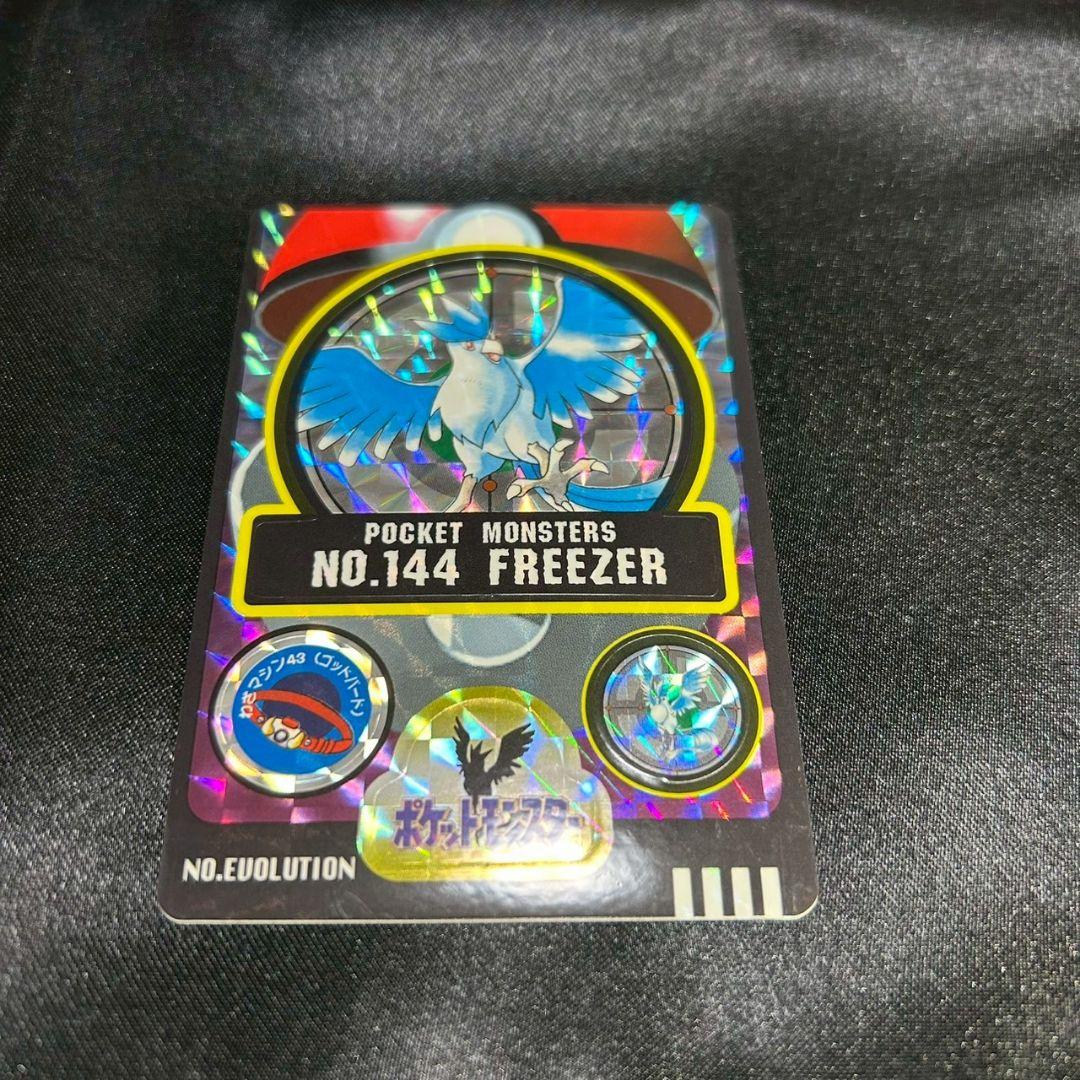 POCKET MONSTERS
NO.144 FREEZER
わざマシン43(ゴッドバード)
ポケットモンスター
NO.EVOLUTION